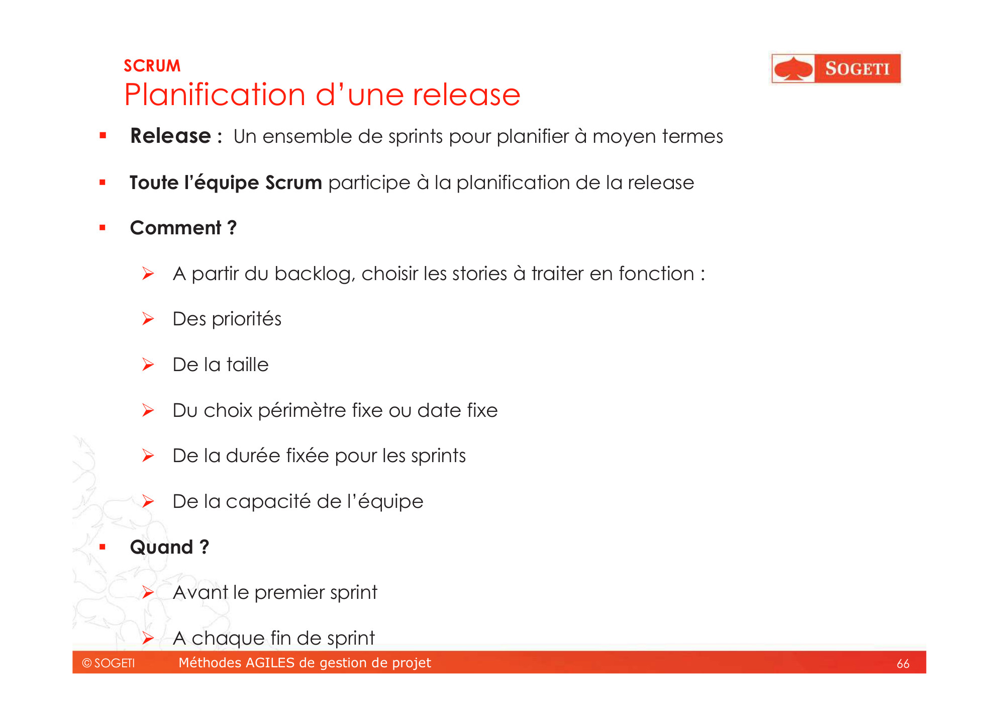 SCRUM
SOGETI
Planification d’une release
▪ Release : Un ensemble de sprints pour planifier à moyen termes
▪ Toute l’équipe Scrum participe à la planification de la release
▪ Comment ?
➢ A partir du backlog, choisir les stories à traiter en fonction :
➢ Des priorités
➢ De la taille
➢ Du choix périmètre fixe ou date fixe
➢ De la durée fixée pour les sprints
➢ De la capacité de l’équipe
▪ Quand ?
➢ Avant le premier sprint
➢ A chaque fin de sprint
© SOGETI Méthodes AGILES de gestion de projet 66